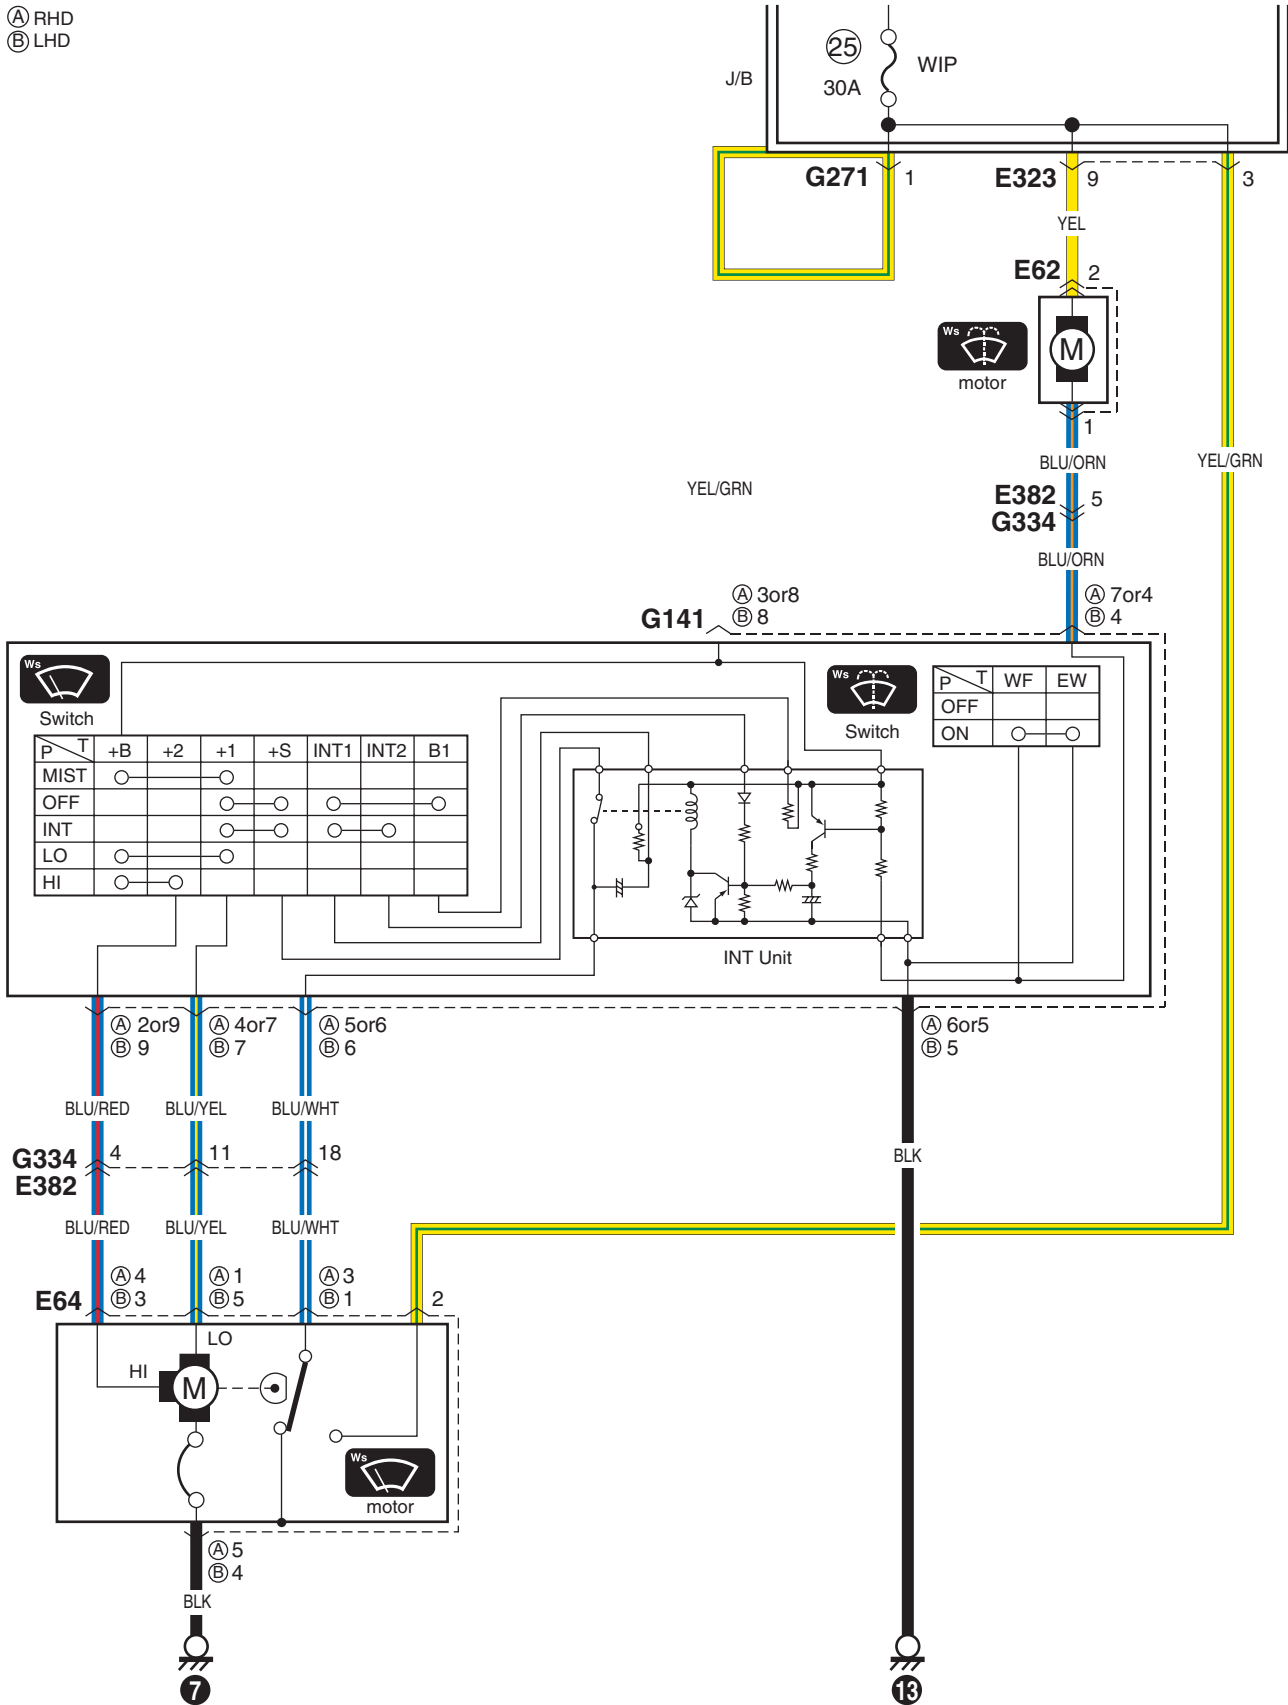 Ⓐ RHD
Ⓑ LHD
㉕
30A
WIP
J/B
G271 1
E323 9
3
YEL
E62 2
Ws
motor
M
1
BLU/ORN
YEL/GRN
YEL/GRN
E382 5
G334
BLU/ORN
Ⓐ 3or8
Ⓑ 8
G141
Ⓐ 7or4
Ⓑ 4
Ws
Switch
P T +B +2 +1 +S INT1 INT2 B1
MIST
OFF
INT
LO
HI
Ws
Switch
P T WF EW
OFF
ON
INT Unit
Ⓐ 2or9
Ⓑ 9
Ⓐ 4or7
Ⓑ 7
Ⓐ 5or6
Ⓑ 6
Ⓐ 6or5
Ⓑ 5
BLU/RED BLU/YEL BLU/WHT
G334 4 11 18
E382
BLK
BLU/RED BLU/YEL BLU/WHT
E64
Ⓐ 4
Ⓑ 3
Ⓐ 1
Ⓑ 5
Ⓐ 3
Ⓑ 1
2
LO
HI
M
Ws
motor
Ⓐ 5
Ⓑ 4
BLK
7
13